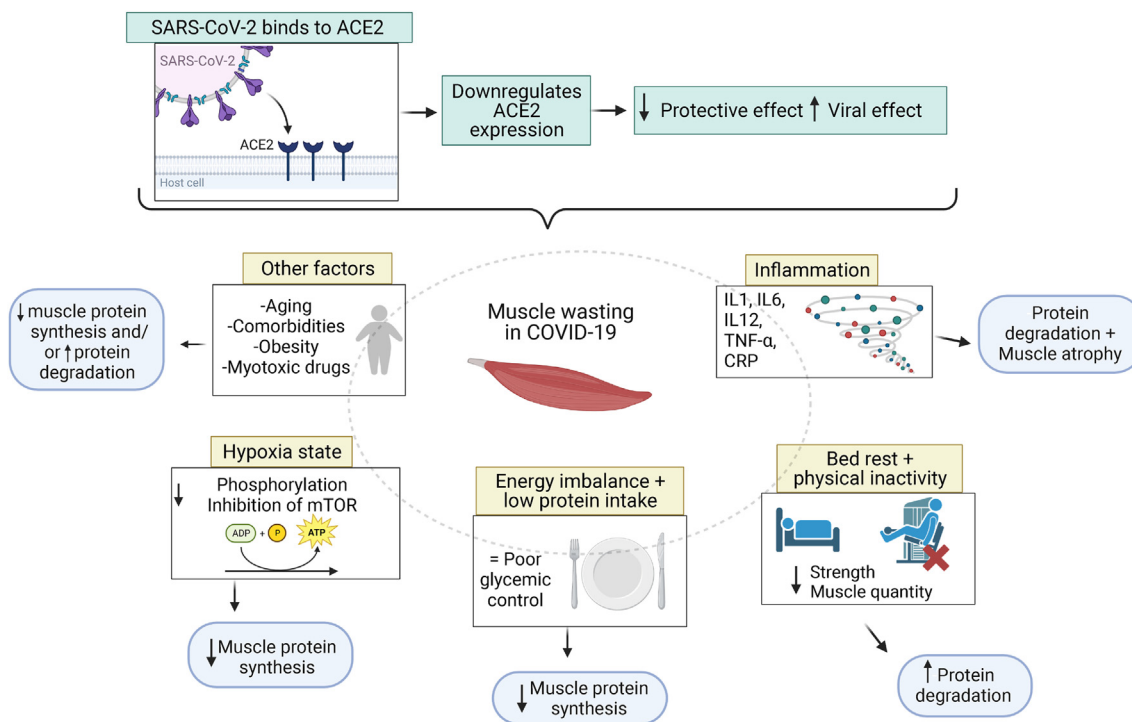 SARS-CoV-2 binds to ACE2
SARS-CoV-2
ACE2
Host cell
Downregulates
ACE2
expression
↓ Protective effect ↑ Viral effect
Other factors
-Aging
-Comorbidities
-Obesity
-Myotoxic drugs
↓ muscle protein
synthesis and/
or ↑ protein
degradation
Muscle wasting
in COVID-19
Inflammation
IL1, IL6,
IL12,
TNF-α,
CRP
Protein
degradation +
Muscle atrophy
Hypoxia state
↓ Phosphorylation
Inhibition of mTOR
ADP + P ATP
↓ Muscle protein
synthesis
Energy imbalance +
low protein intake
= Poor
glycemic
control
↓ Muscle protein
synthesis
Bed rest +
physical inactivity
↓ Strength
Muscle quantity
↑ Protein
degradation